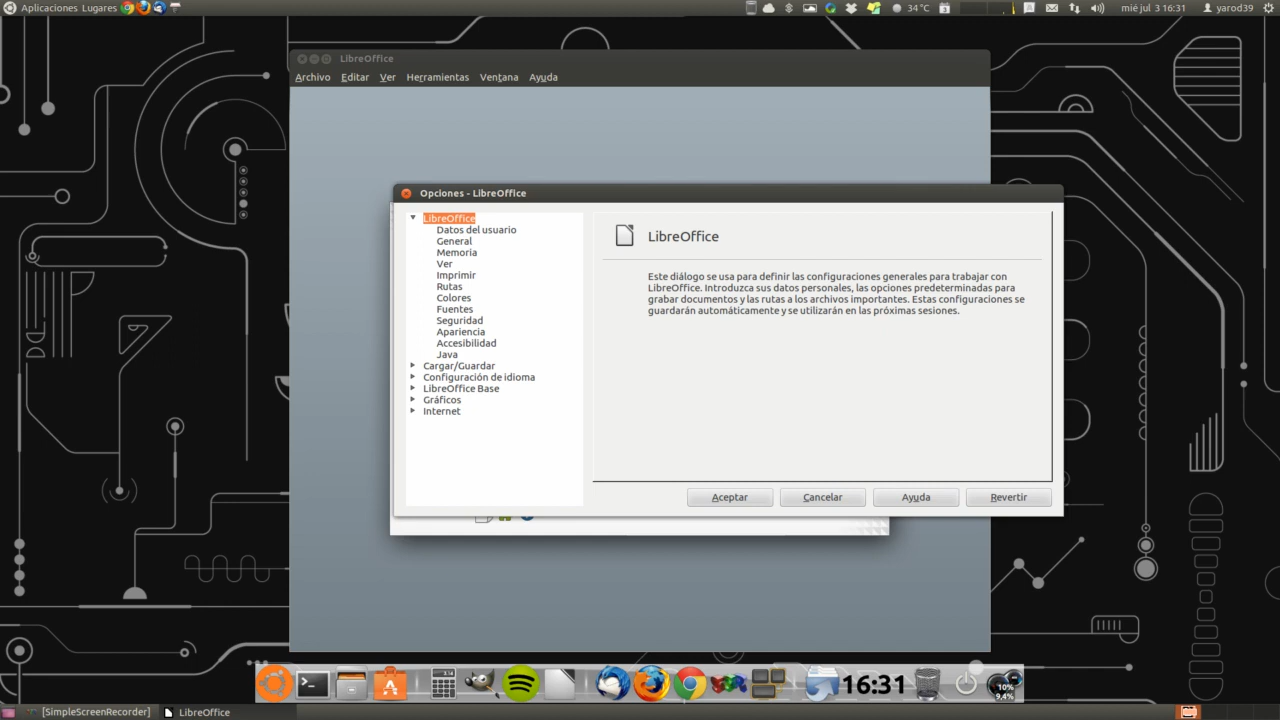 Aplicaciones Lugares
34 °C
mié jul 3 16:31
yarod39
LibreOffice
Archivo Editar Ver Herramientas Ventana Ayuda
Opciones - LibreOffice
LibreOffice
Datos del usuario
General
Memoria
Ver
Imprimir
Rutas
Colores
Fuentes
Seguridad
Apariencia
Accesibilidad
Java
Cargar/Guardar
Configuración de idioma
LibreOffice Base
Gráficos
Internet
LibreOffice
Este diálogo se usa para definir las configuraciones generales para trabajar con
LibreOffice. Introduzca sus datos personales, las opciones predeterminadas para
grabar documentos y las rutas a los archivos importantes. Estas configuraciones se
guardarán automáticamente y se utilizarán en las próximas sesiones.
Aceptar Cancelar Ayuda Revertir
16:31
10%
9.4%
[SimpleScreenRecorder] LibreOffice